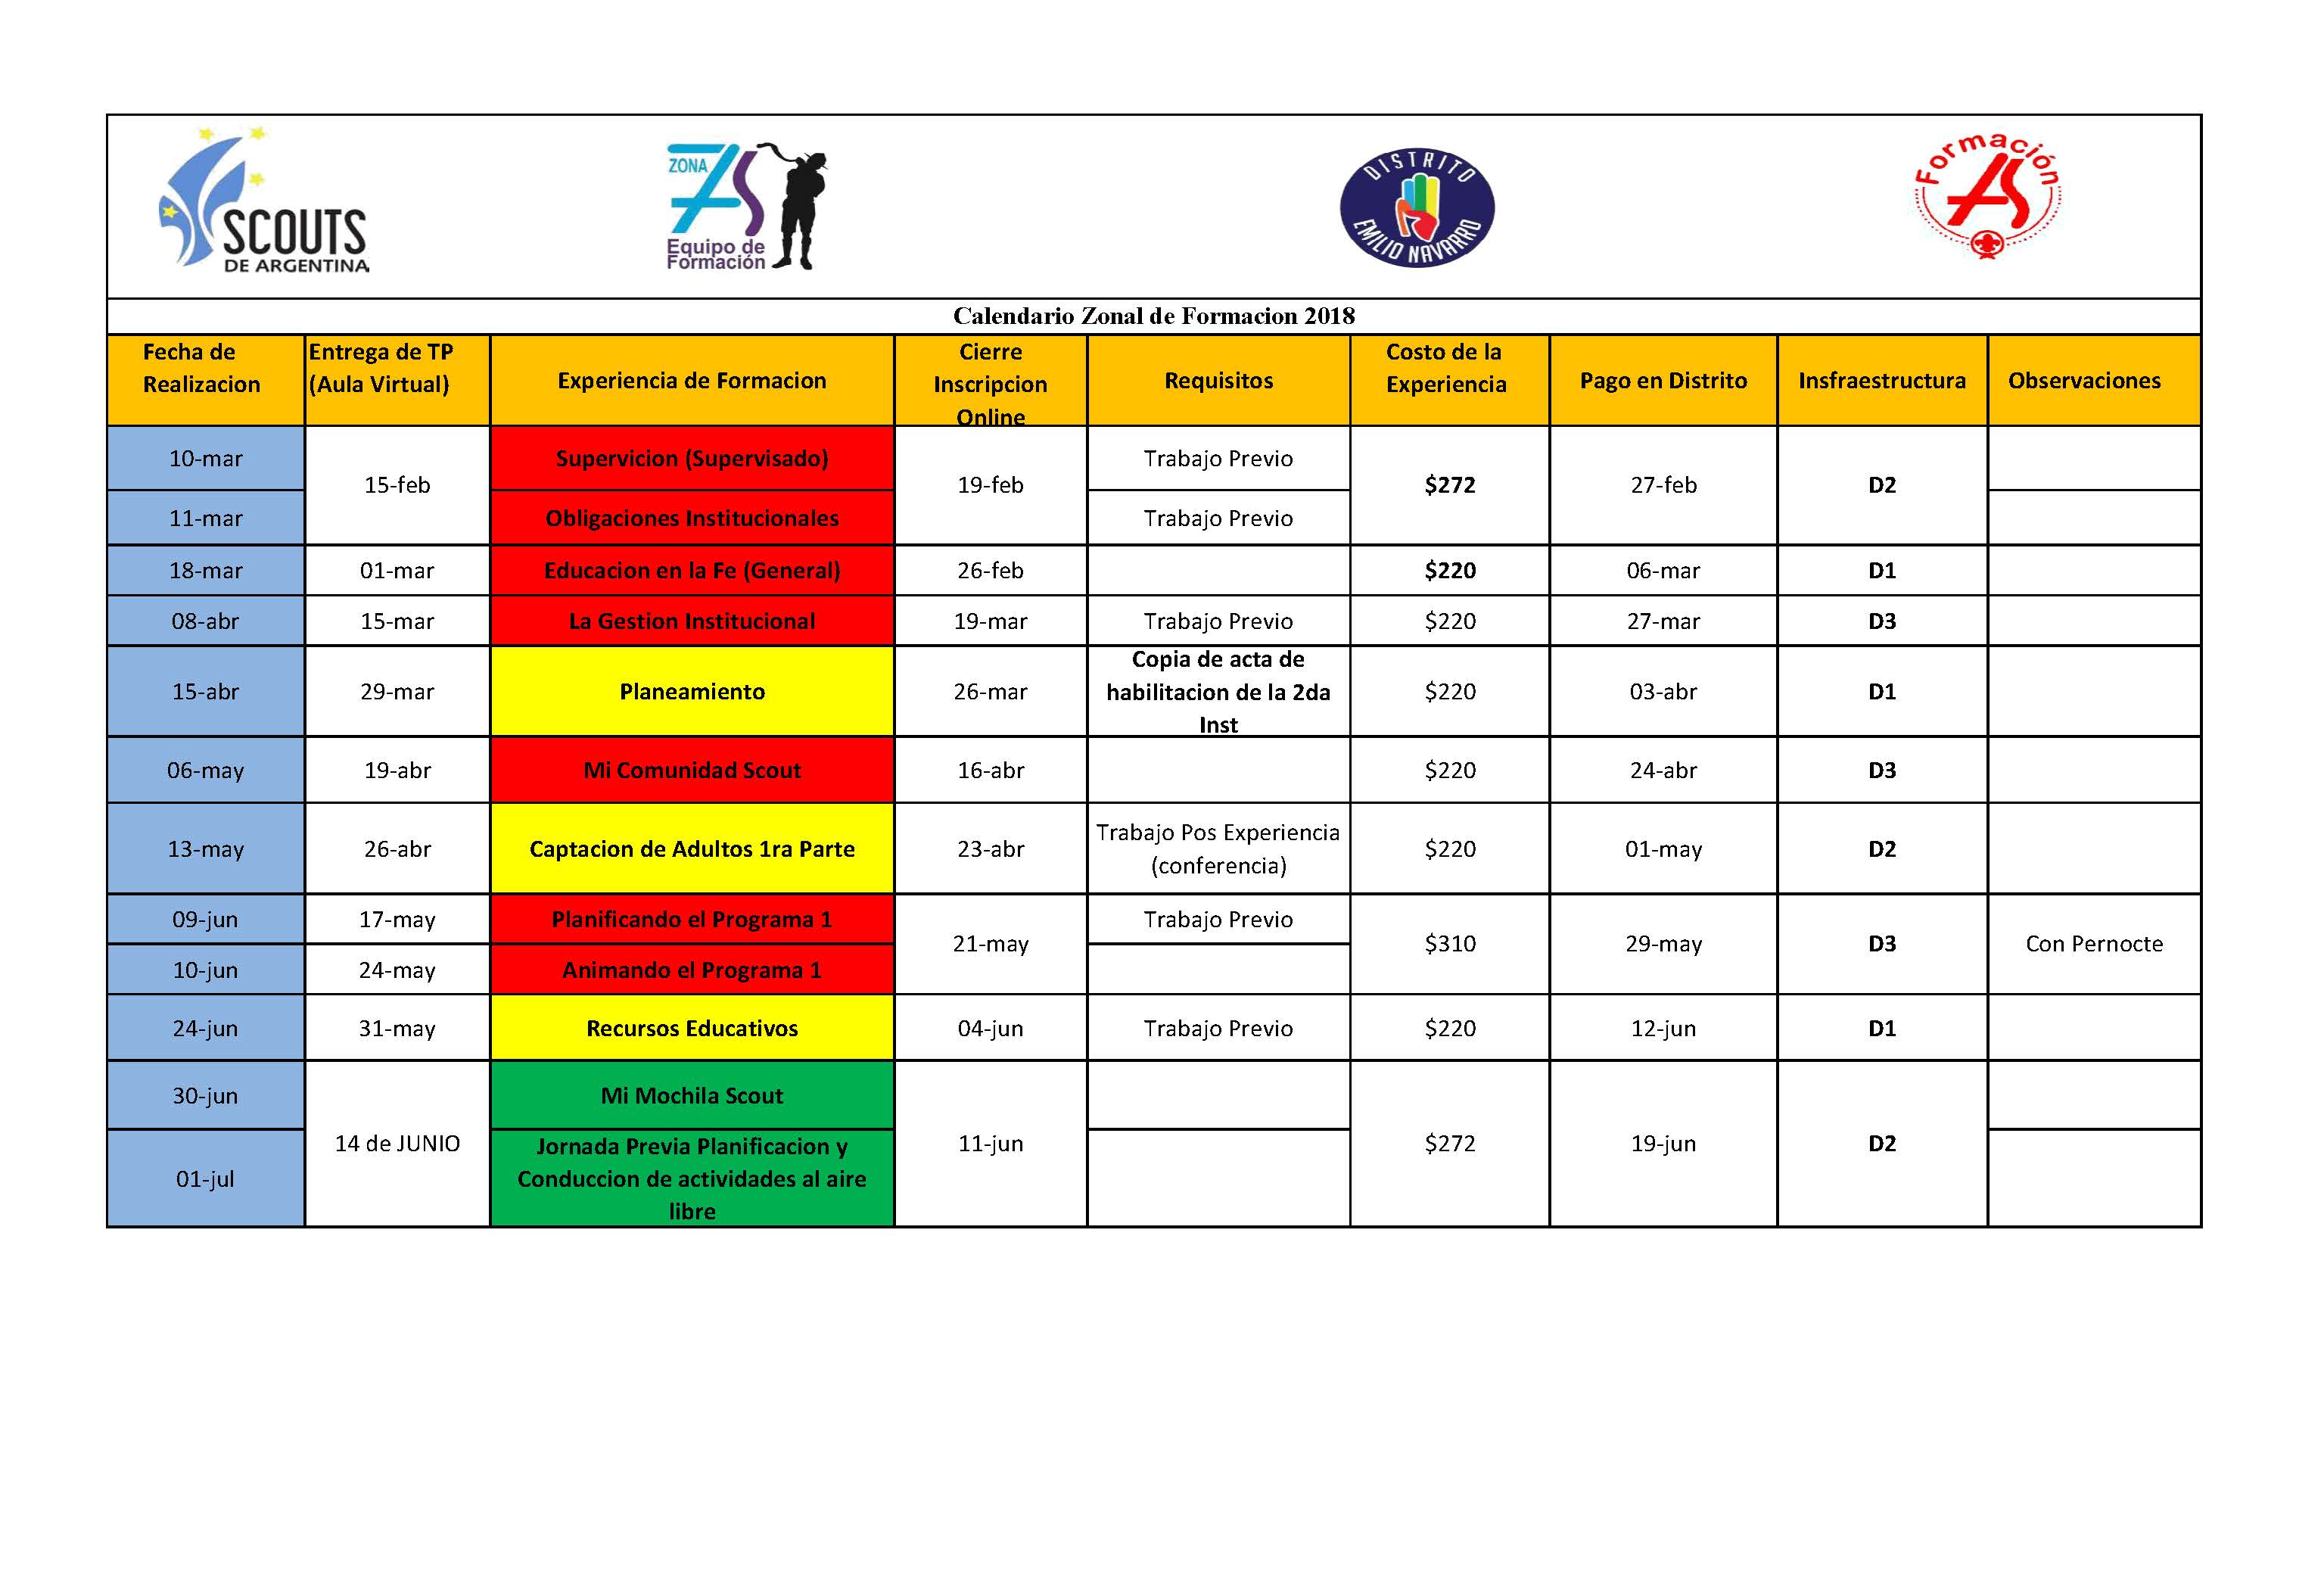 SCOUTS
DE ARGENTINA
ZONA
7S
Equipo de
Formación
DISTRITO
EMILIO NAVARRO
Formación
7S
Calendario Zonal de Formacion 2018
Fecha de
Realizacion
Entrega de TP
(Aula Virtual)
Experiencia de Formacion
Cierre
Inscripcion
Online
Requisitos
Costo de la
Experiencia
Pago en Distrito
Insfraestructura
Observaciones
10-mar
15-feb
Supervicion (Supervisado)
19-feb
Trabajo Previo
$272
27-feb
D2
11-mar
Obligaciones Institucionales
Trabajo Previo
18-mar
01-mar
Educacion en la Fe (General)
26-feb
$220
06-mar
D1
08-abr
15-mar
La Gestion Institucional
19-mar
Trabajo Previo
$220
27-mar
D3
15-abr
29-mar
Planeamiento
26-mar
Copia de acta de
habilitacion de la 2da
Inst
$220
03-abr
D1
06-may
19-abr
Mi Comunidad Scout
16-abr
$220
24-abr
D3
13-may
26-abr
Captacion de Adultos 1ra Parte
23-abr
Trabajo Pos Experiencia
(conferencia)
$220
01-may
D2
09-jun
17-may
Planificando el Programa 1
21-may
Trabajo Previo
$310
29-may
D3
Con Pernocte
10-jun
24-may
Animando el Programa 1
24-jun
31-may
Recursos Educativos
04-jun
Trabajo Previo
$220
12-jun
D1
30-jun
14 de JUNIO
Mi Mochila Scout
11-jun
$272
19-jun
D2
01-jul
Jornada Previa Planificacion y
Conduccion de actividades al aire
libre